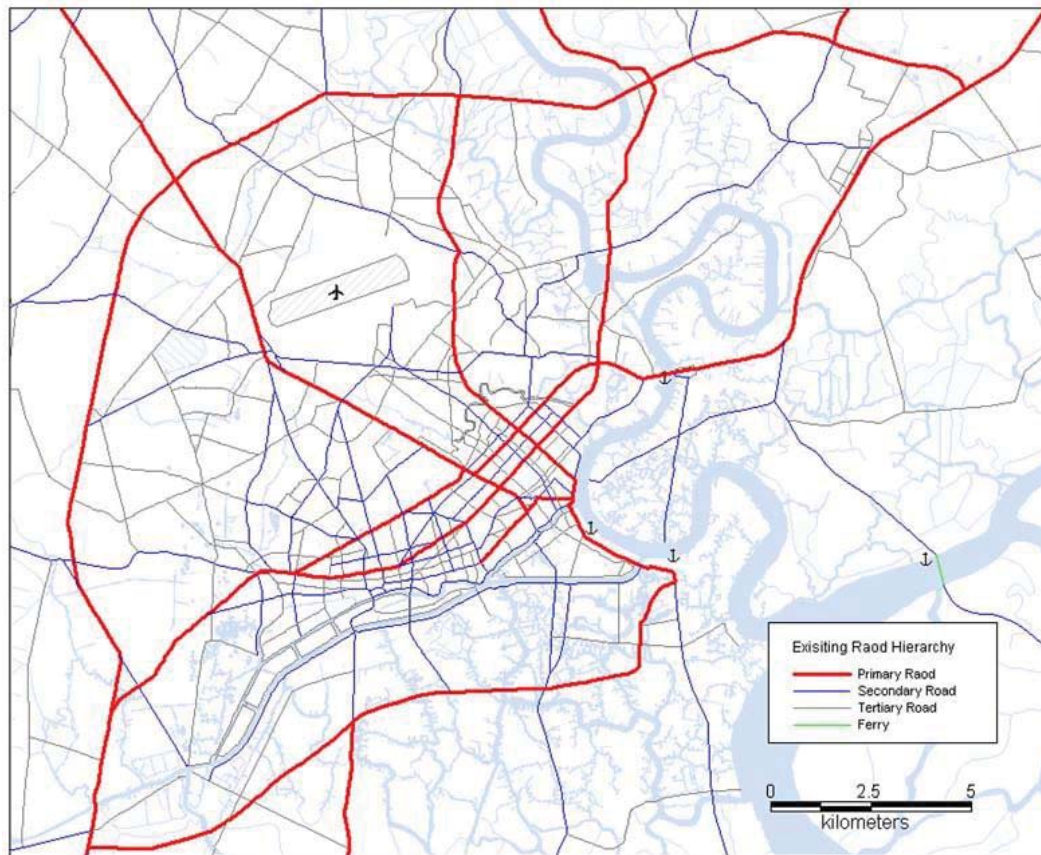 Exisiting Raod Hierarchy
Primary Raod
Secondary Road
Tertiary Road
Ferry
0 2.5 5
kilometers